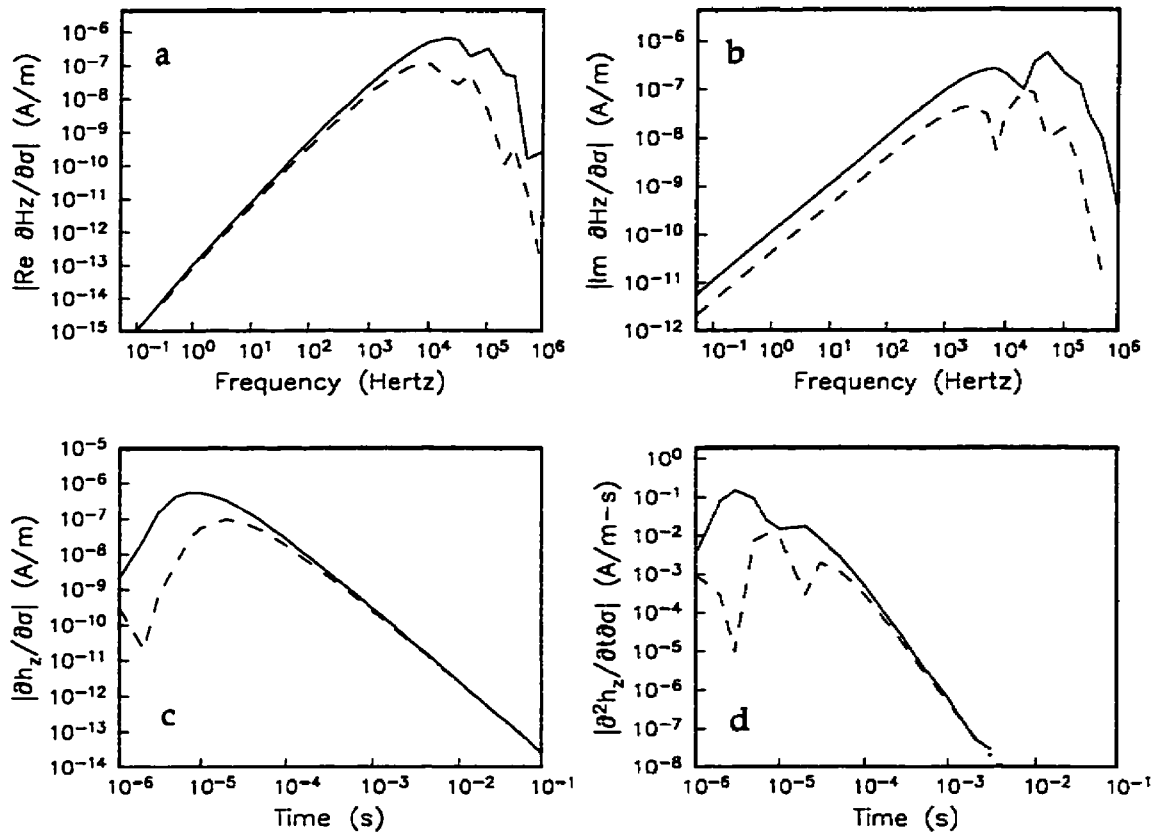 a
|Re ∂Hz/∂σ| (A/m)
10⁻⁶
10⁻⁷
10⁻⁸
10⁻⁹
10⁻¹⁰
10⁻¹¹
10⁻¹²
10⁻¹³
10⁻¹⁴
10⁻¹⁵
10⁻¹ 10⁰ 10¹ 10² 10³ 10⁴ 10⁵ 10⁶
Frequency (Hertz)
b
|Im ∂Hz/∂σ| (A/m)
10⁻⁶
10⁻⁷
10⁻⁸
10⁻⁹
10⁻¹⁰
10⁻¹¹
10⁻¹²
10⁻¹ 10⁰ 10¹ 10² 10³ 10⁴ 10⁵ 10⁶
Frequency (Hertz)
c
|∂h_z/∂σ| (A/m)
10⁻⁵
10⁻⁶
10⁻⁷
10⁻⁸
10⁻⁹
10⁻¹⁰
10⁻¹¹
10⁻¹²
10⁻¹³
10⁻¹⁴
10⁻⁶ 10⁻⁵ 10⁻⁴ 10⁻³ 10⁻² 10⁻¹
Time (s)
d
|∂²h_z/∂t∂σ| (A/m-s)
10⁰
10⁻¹
10⁻²
10⁻³
10⁻⁴
10⁻⁵
10⁻⁶
10⁻⁷
10⁻⁸
10⁻⁶ 10⁻⁵ 10⁻⁴ 10⁻³ 10⁻² 10⁻¹
Time (s)